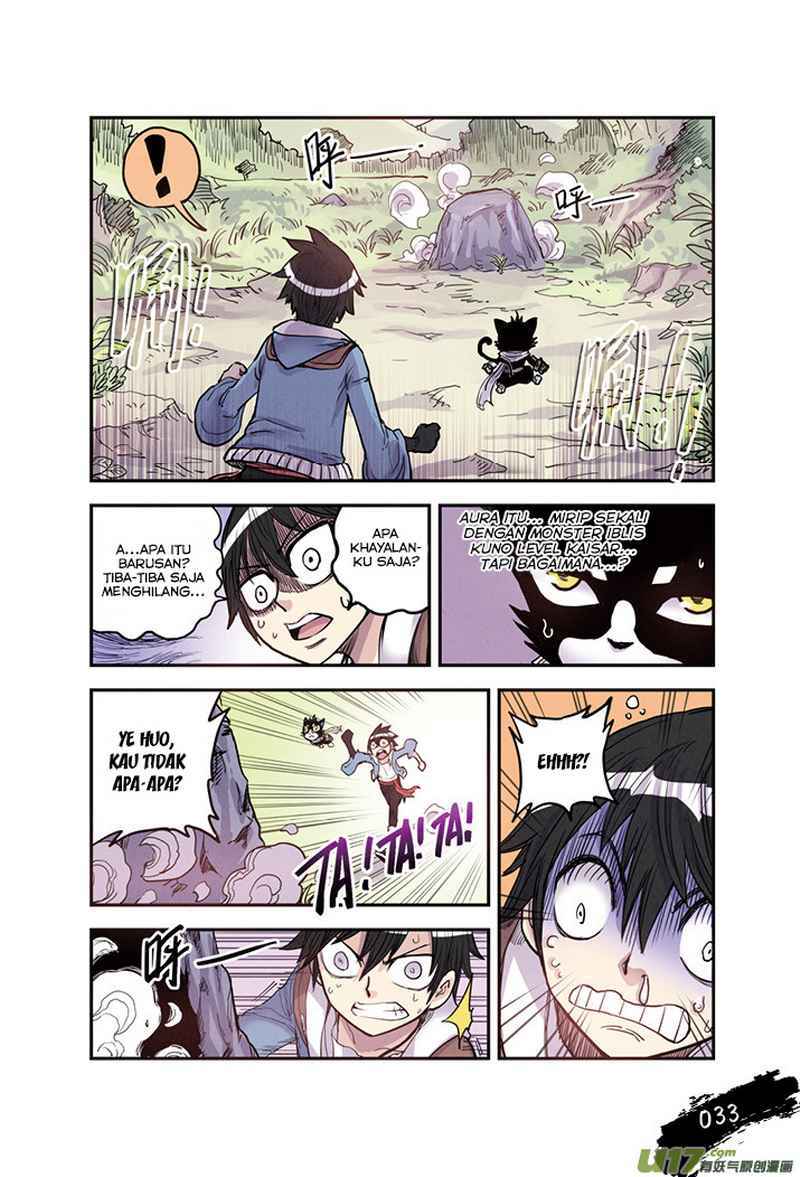 !
呼
呼
唰!!
唰!!
A...APA ITU
BARUSAN?
TIBA-TIBA SAJA
MENGHILANG...
APA
KHAYALAN-
KU SAJA?
AURA ITU... MIRIP SEKALI
DENGAN MONSTER IBLIS
KUNO LEVEL KAISAR...
TAPI BAGAIMANA...?
YE HUO,
KAU TIDAK
APA-APA?
TA! TA! TA!
EHHH?!
呼
033
U17.com
有妖气原创漫画